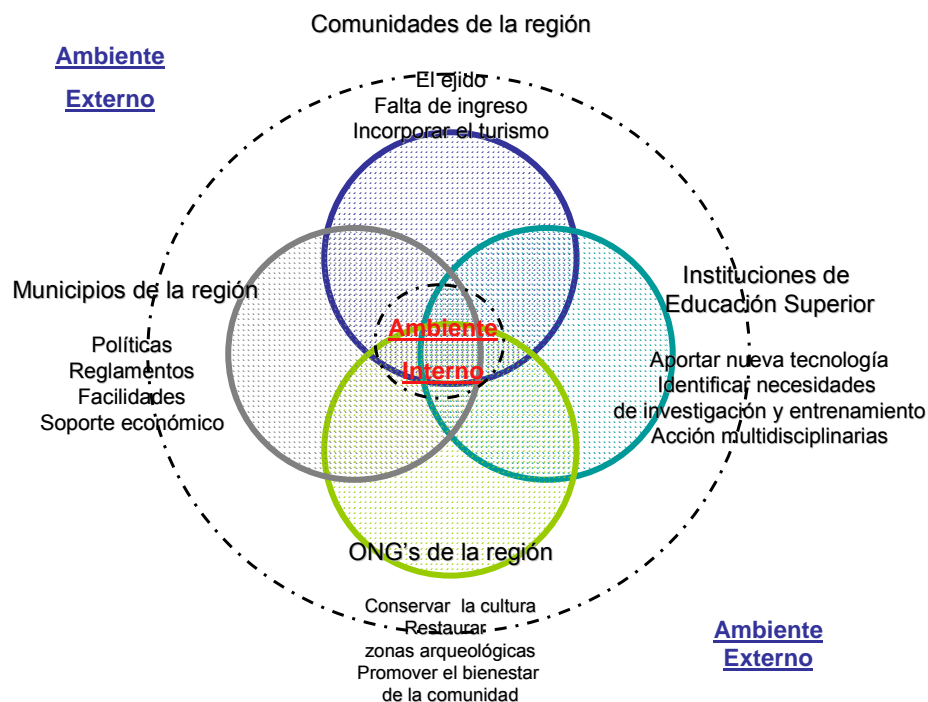 Comunidades de la región
Ambiente
Externo
El ejido
Falta de ingreso
Incorporar el turismo
Municipios de la región
Políticas
Reglamentos
Facilidades
Soporte económico
Ambiente
Interno
Instituciones de
Educación Superior
Aportar nueva tecnología
Identificar necesidades
de investigación y entrenamiento
Acción multidisciplinarias
ONG's de la región
Conservar la cultura
Restaurar
zonas arqueológicas
Promover el bienestar
de la comunidad
Ambiente
Externo